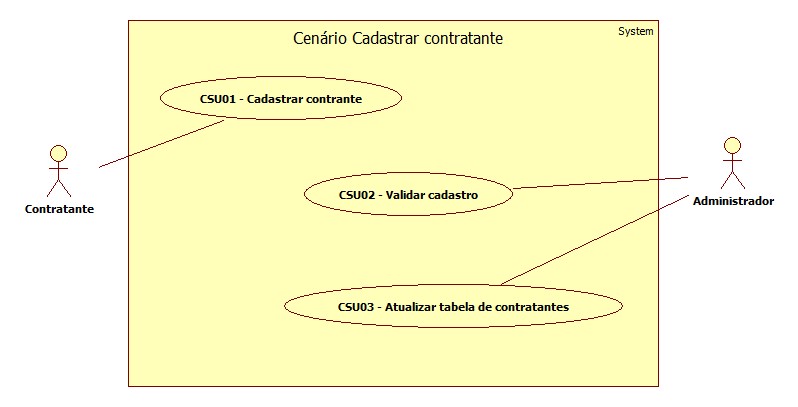 Cenário Cadastrar contratante
System
CSU01 - Cadastrar contrante
CSU02 - Validar cadastro
Contratante
Administrador
CSU03 - Atualizar tabela de contratantes